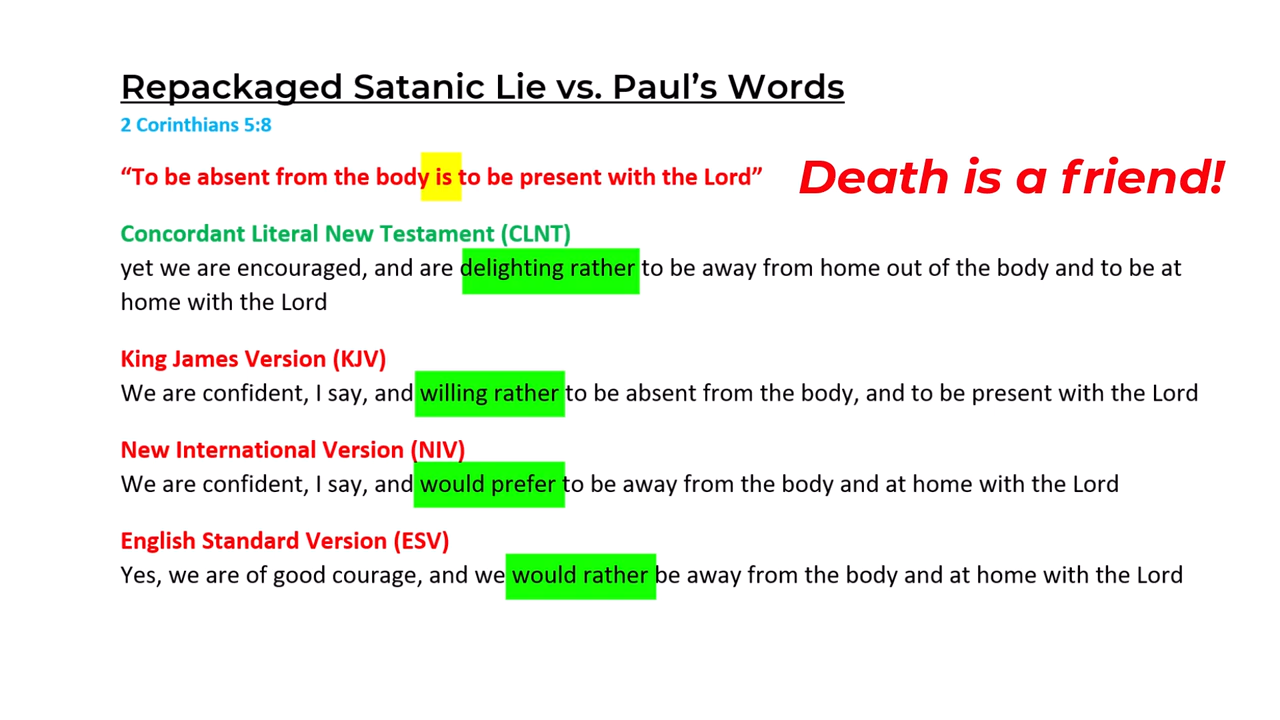 Repackaged Satanic Lie vs. Paul’s Words
2 Corinthians 5:8
“To be absent from the body is to be present with the Lord”
Death is a friend!
Concordant Literal New Testament (CLNT)
yet we are encouraged, and are delighting rather to be away from home out of the body and to be at
home with the Lord
King James Version (KJV)
We are confident, I say, and willing rather to be absent from the body, and to be present with the Lord
New International Version (NIV)
We are confident, I say, and would prefer to be away from the body and at home with the Lord
English Standard Version (ESV)
Yes, we are of good courage, and we would rather be away from the body and at home with the Lord